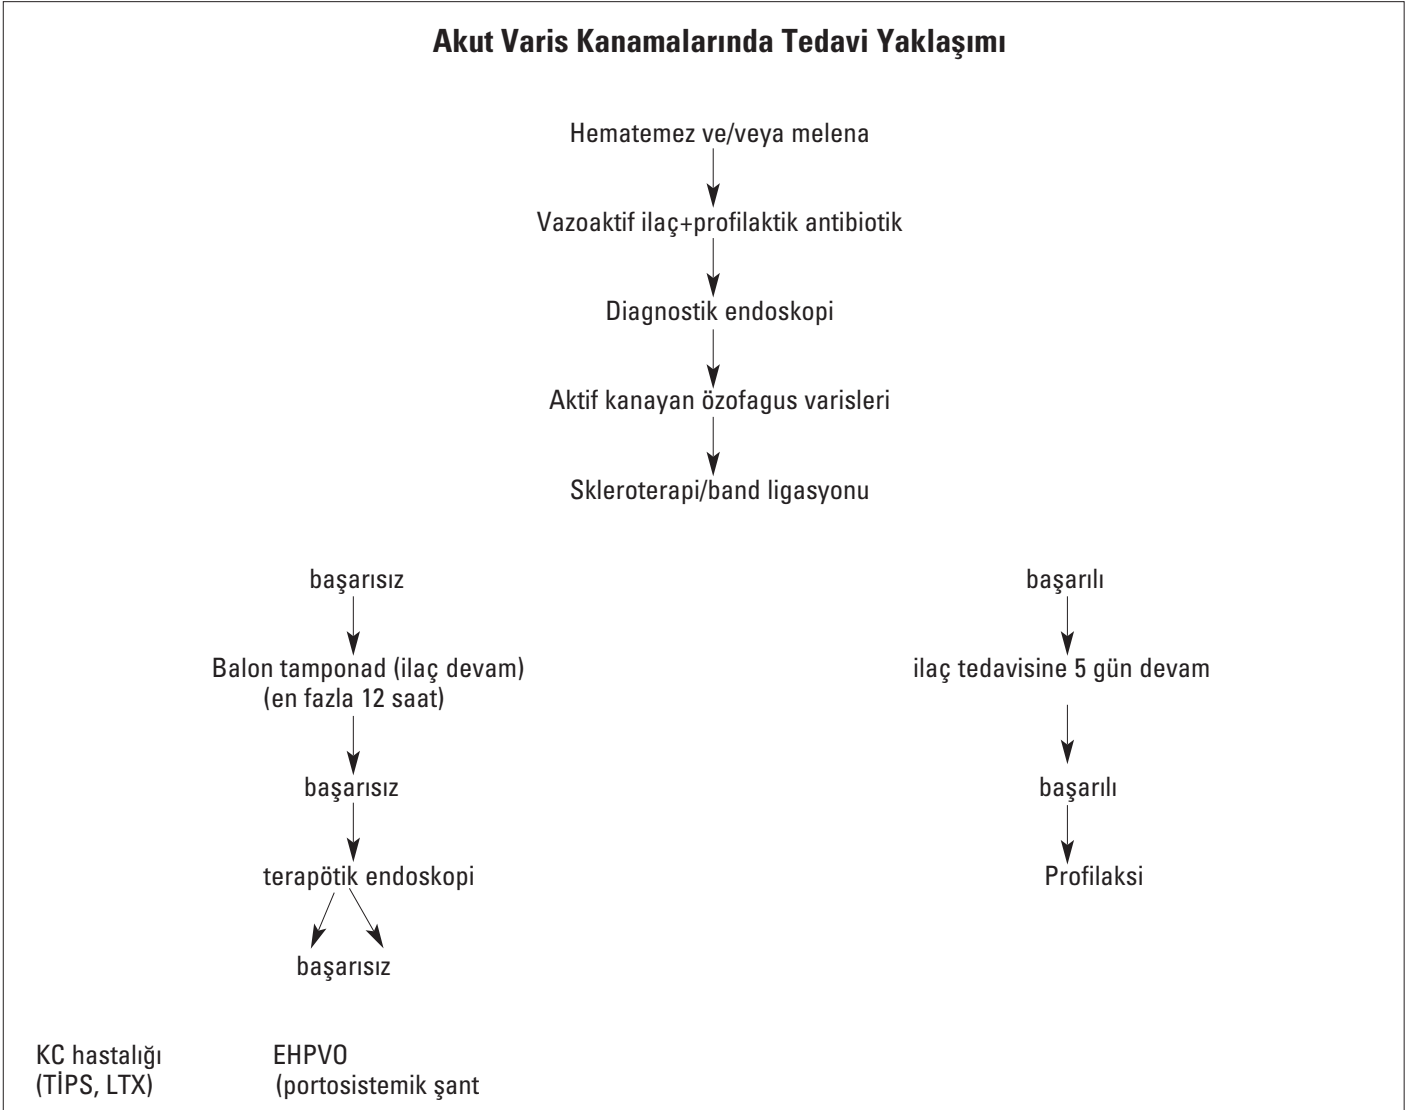 Akut Varis Kanamalarında Tedavi Yaklaşımı
Hematemez ve/veya melena
Vazoaktif ilaç+profilaktik antibiotik
Diagnostik endoskopi
Aktif kanayan özofagus varisleri
Skleroterapi/band ligasyonu
başarısız
Balon tamponad (ilaç devam)
(en fazla 12 saat)
başarısız
terapötik endoskopi
başarısız
KC hastalığı
(TİPS, LTX)
EHPVO
(portosistemik şant
başarılı
ilaç tedavisine 5 gün devam
başarılı
Profilaksi